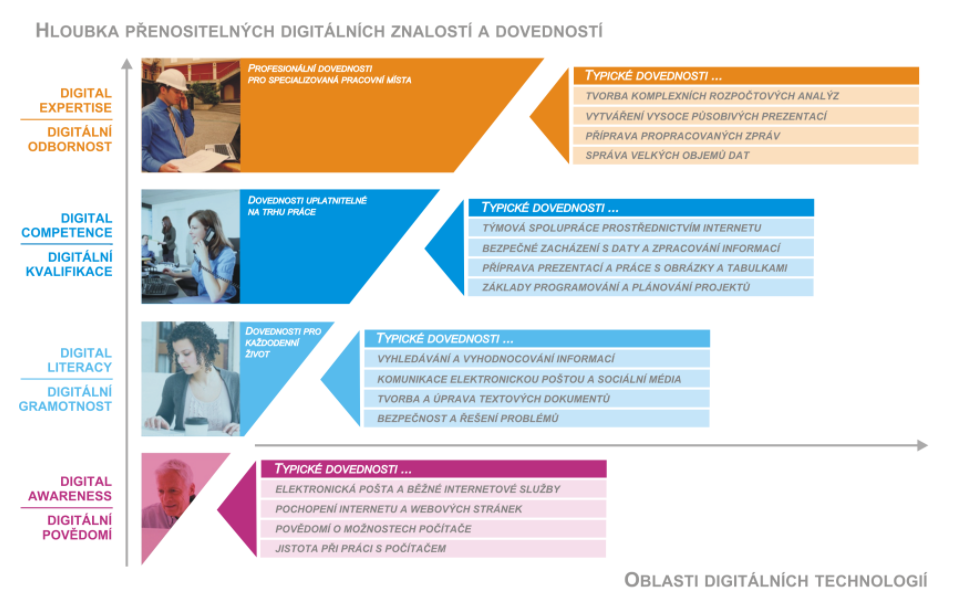 HLOUBKA PŘENOSITELNÝCH DIGITÁLNÍCH ZNALOSTÍ A DOVEDNOSTÍ
DIGITAL
EXPERTISE
DIGITÁLNÍ
ODBORNOST
PROFESIONÁLNÍ DOVEDNOSTI
PRO SPECIALIZOVANÁ PRACOVNÍ MÍSTA
TYPICKÉ DOVEDNOSTI ...
TVORBA KOMPLEXNÍCH ROZPOČTOVÝCH ANALÝZ
VYTVÁŘENÍ VYSOCE PŮSOBIVÝCH PREZENTACÍ
PŘÍPRAVA PROPRACOVANÝCH ZPRÁV
SPRÁVA VELKÝCH OBJEMŮ DAT
DIGITAL
COMPETENCE
DIGITÁLNÍ
KVALIFIKACE
DOVEDNOSTI UPLATNITELNÉ
NA TRHU PRÁCE
TYPICKÉ DOVEDNOSTI ...
TÝMOVÁ SPOLUPRÁCE PROSTŘEDNICTVÍM INTERNETU
BEZPEČNÉ ZACHÁZENÍ S DATY A ZPRACOVÁNÍ INFORMACÍ
PŘÍPRAVA PREZENTACÍ A PRÁCE S OBRÁZKY A TABULKAMI
ZÁKLADY PROGRAMOVÁNÍ A PLÁNOVÁNÍ PROJEKTŮ
DIGITAL
LITERACY
DIGITÁLNÍ
GRAMOTNOST
DOVEDNOSTI PRO
KAŽDODENNÍ
ŽIVOT
TYPICKÉ DOVEDNOSTI ...
VYHLEDÁVÁNÍ A VYHODNOCOVÁNÍ INFORMACÍ
KOMUNIKACE ELEKTRONICKOU POŠTOU A SOCIÁLNÍ MÉDIA
TVORBA A ÚPRAVA TEXTOVÝCH DOKUMENTŮ
BEZPEČNOST A ŘEŠENÍ PROBLÉMŮ
DIGITAL
AWARENESS
DIGITÁLNÍ
POVĚDOMÍ
TYPICKÉ DOVEDNOSTI ...
ELEKTRONICKÁ POŠTA A BĚŽNÉ INTERNETOVÉ SLUŽBY
POCHOPENÍ INTERNETU A WEBOVÝCH STRÁNEK
POVĚDOMÍ O MOŽNOSTECH POČÍTAČE
JISTOTA PŘI PRÁCI S POČÍTAČEM
OBLASTI DIGITÁLNÍCH TECHNOLOGIÍ